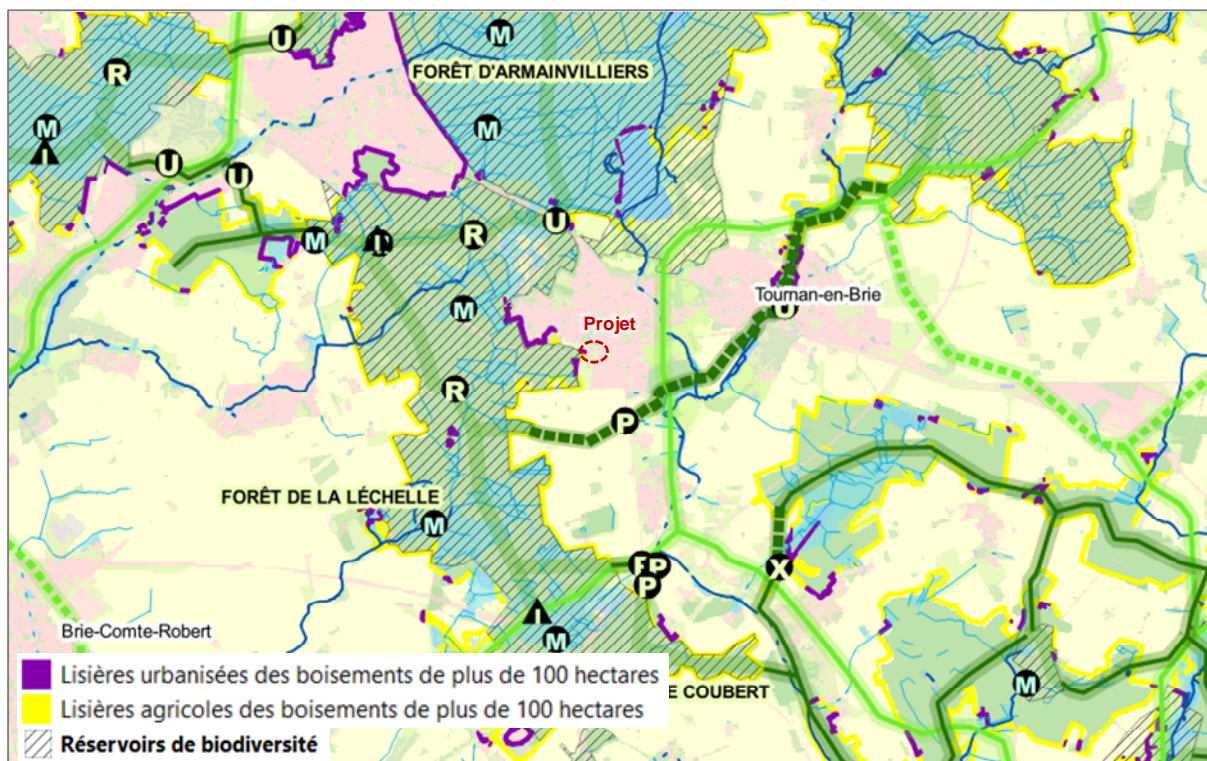 U
M
R
FORÊT D'ARMAINVILLIERS
M
M
I
U
U
U
M
I
R
Tournan-en-Brie
U
M
Projet
R
P
FORÊT DE LA LÉCHELLE
M
P
P
X
I
M
Brie-Comte-Robert
M
Lisières urbanisées des boisements de plus de 100 hectares
E COUBERT
Lisières agricoles des boisements de plus de 100 hectares
Réservoirs de biodiversité